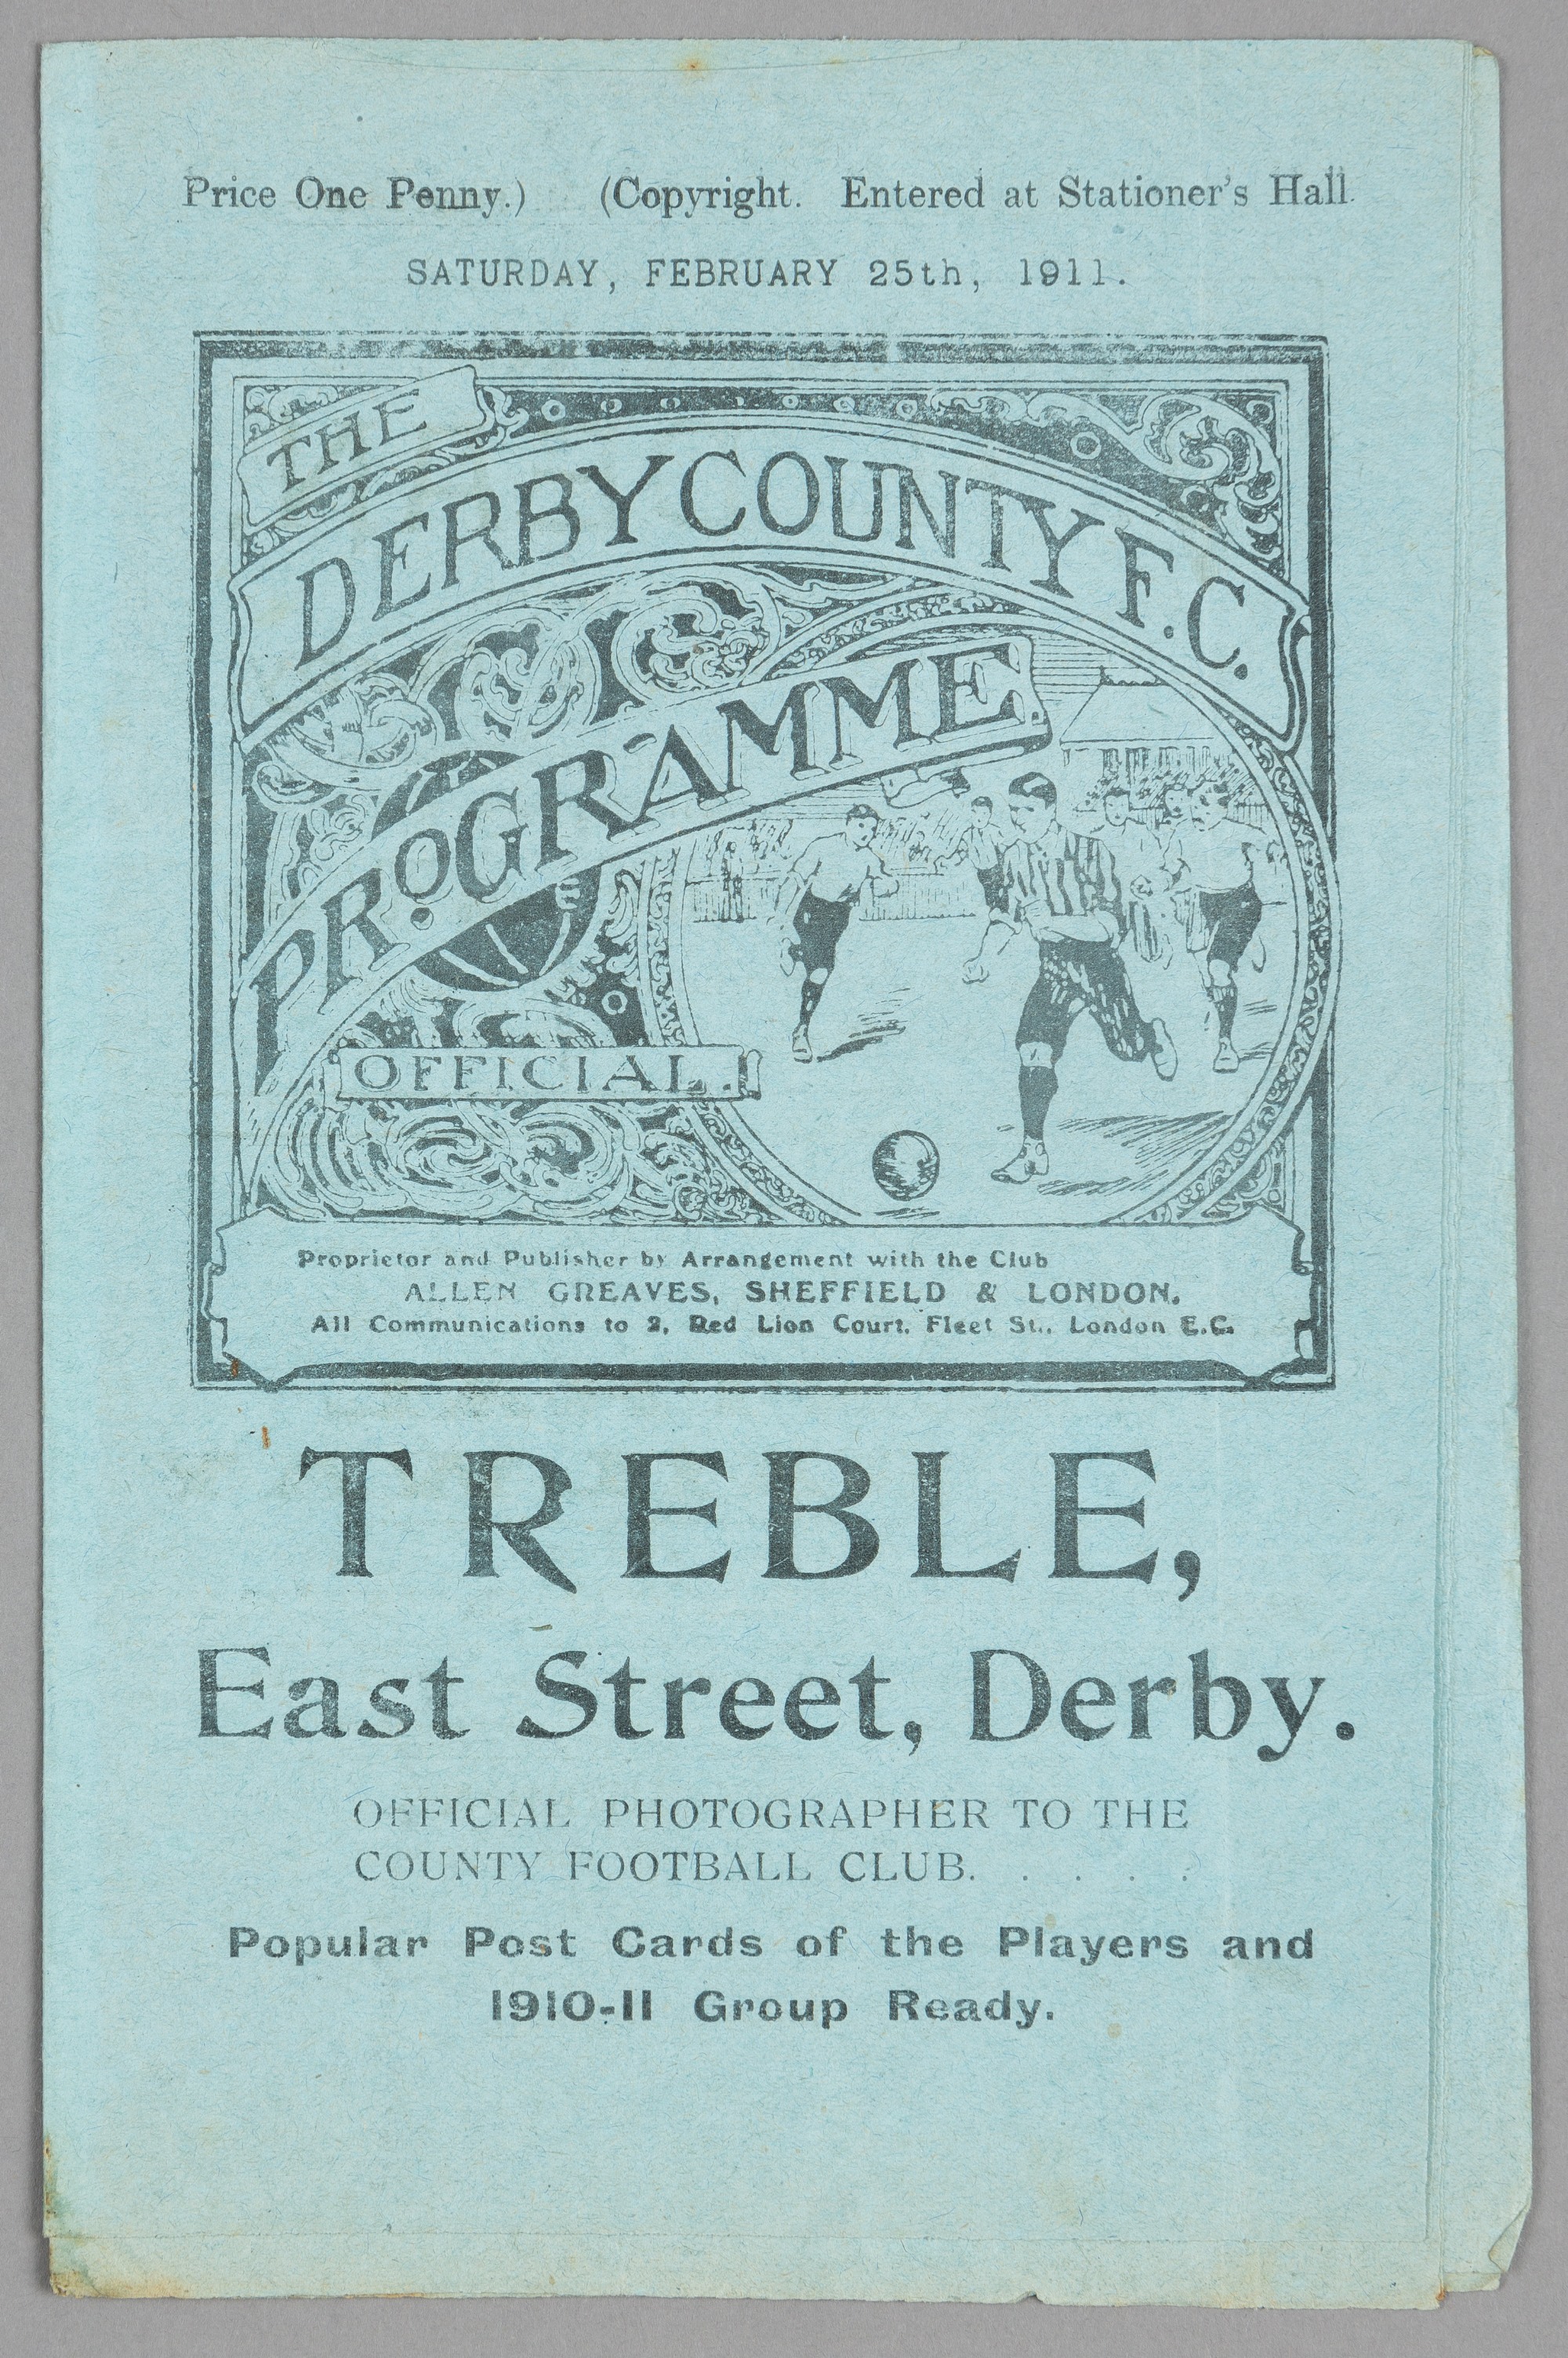 Price One Penny.) (Copyright. Entered at Stationer's Hall.
SATURDAY, FEBRUARY 25th, 1911.
THE
DERBY COUNTY F.C.
PROGRAMME
OFFICIAL.
Proprietor and Publisher by Arrangement with the Club
ALLEN GREAVES, SHEFFIELD & LONDON.
All Communications to 2, Red Lion Court, Fleet St., London E.C.
TREBLE,
East Street, Derby.
OFFICIAL PHOTOGRAPHER TO THE
COUNTY FOOTBALL CLUB. . . . .
Popular Post Cards of the Players and
1910-11 Group Ready.